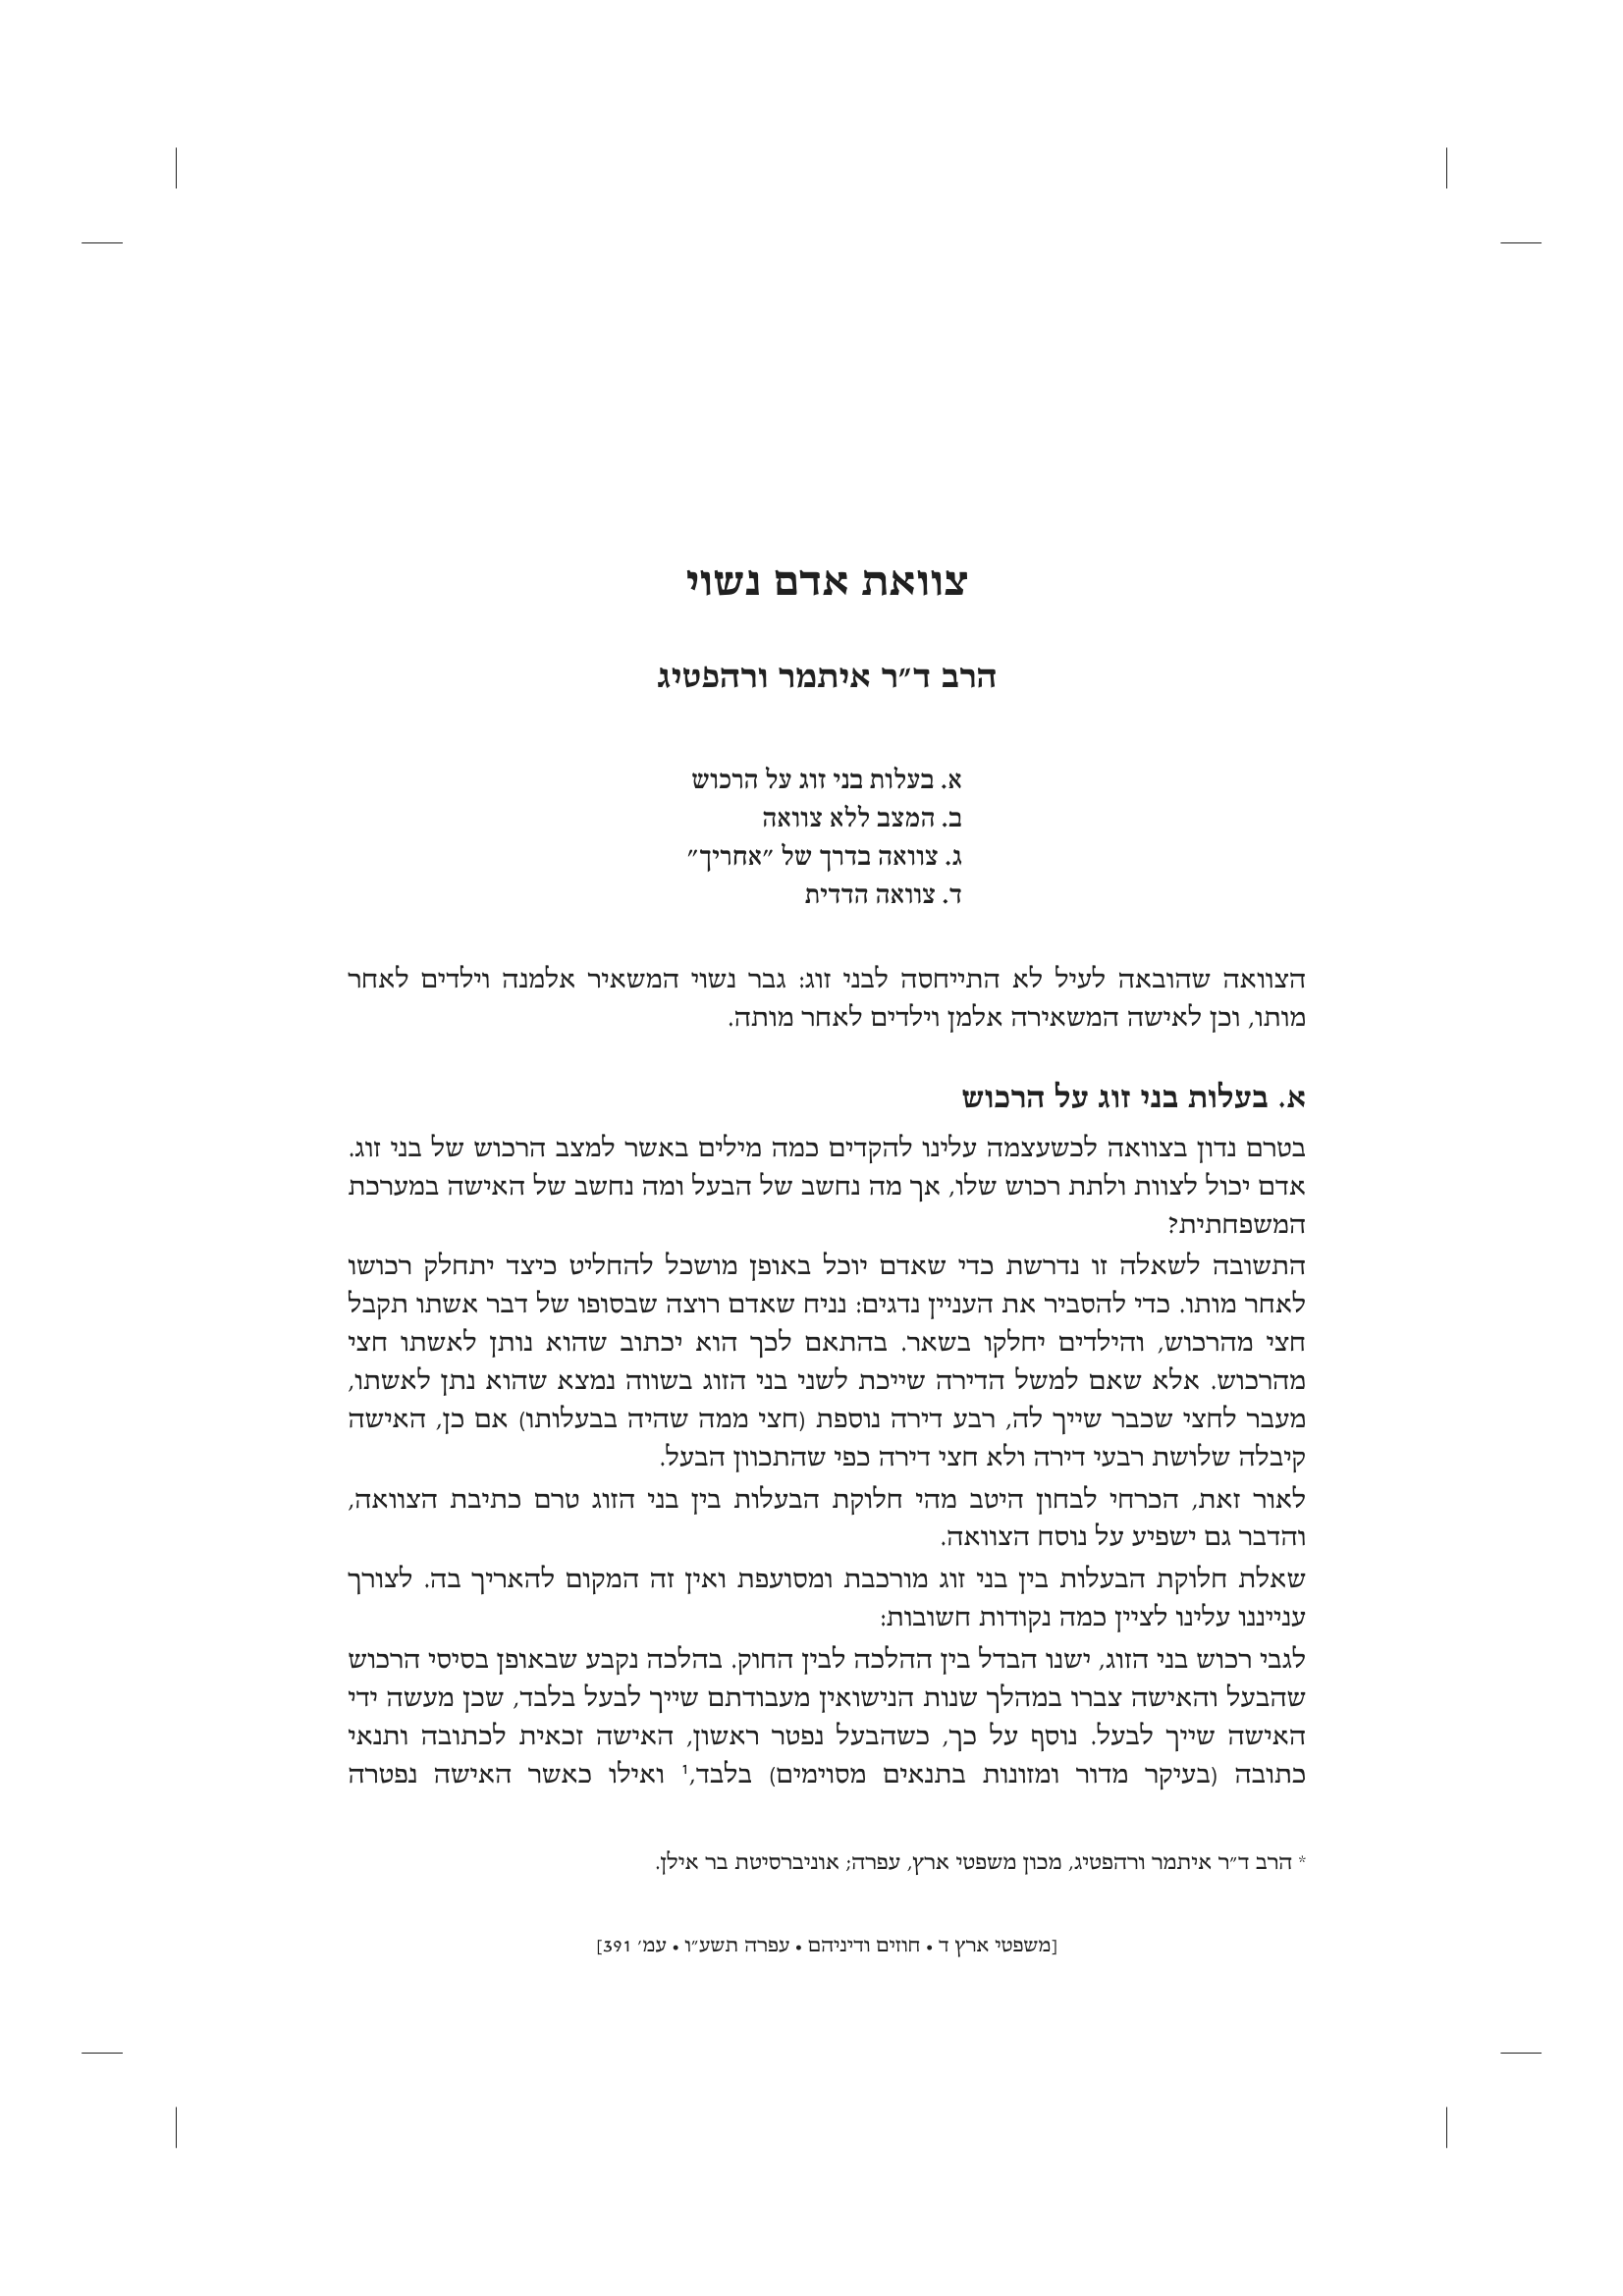 צוואת אדם נשוי
הרב ד״ר איתמר ורהפטיג
א. בעלות בני זוג על הרכוש
ב. המצב ללא צוואה
ג. צוואה בדרך של ״אחריך״
ד. צוואה הדדית
הצוואה שהובאה לעיל לא התייחסה לבני זוג: גבר נשוי המשאיר אלמנה וילדים לאחר
מותו, וכן לאישה המשאירה אלמן וילדים לאחר מותה.
א. בעלות בני זוג על הרכוש
בטרם נדון בצוואה לכשעצמה עלינו להקדים כמה מילים באשר למצב הרכוש של בני זוג.
אדם יכול לצוות ולתת רכוש שלו, אך מה נחשב של הבעל ומה נחשב של האישה במערכת
המשפחתית?
התשובה לשאלה זו נדרשת כדי שאדם יוכל באופן מושכל להחליט כיצד יתחלק רכושו
לאחר מותו. כדי להסביר את העניין נדגים: נניח שאדם רוצה שבסופו של דבר אשתו תקבל
חצי מהרכוש, והילדים יחלקו בשאר. בהתאם לכך הוא יכתוב שהוא נותן לאשתו חצי
מהרכוש. אלא שאם למשל הדירה שייכת לשני בני הזוג בשווה נמצא שהוא נתן לאשתו,
מעבר לחצי שכבר שייך לה, רבע דירה נוספת (חצי ממה שהיה בבעלותו) אם כן, האישה
קיבלה שלושת רבעי דירה ולא חצי דירה כפי שהתכוון הבעל.
לאור זאת, הכרחי לבחון היטב מהי חלוקת הבעלות בין בני הזוג טרם כתיבת הצוואה,
והדבר גם ישפיע על נוסח הצוואה.
שאלת חלוקת הבעלות בין בני זוג מורכבת ומסועפת ואין זה המקום להאריך בה. לצורך
ענייננו עלינו לציין כמה נקודות חשובות:
לגבי רכוש בני הזוג, ישנו הבדל בין ההלכה לבין החוק. בהלכה נקבע שבאופן בסיסי הרכוש
שהבעל והאישה צברו במהלך שנות הנישואין מעבודתם שייך לבעל בלבד, שכן מעשה ידי
האישה שייך לבעל. נוסף על כך, כשהבעל נפטר ראשון, האישה זכאית לכתובה ותנאי
כתובה (בעיקר מדור ומזונות בתנאים מסוימים) בלבד,¹ ואילו כאשר האישה נפטרה
* הרב ד״ר איתמר ורהפטיג, מכון משפטי ארץ, עפרה; אוניברסיטת בר אילן.
[משפטי ארץ ד • חוזים ודיניהם • עפרה תשע״ו • עמ׳ 391]